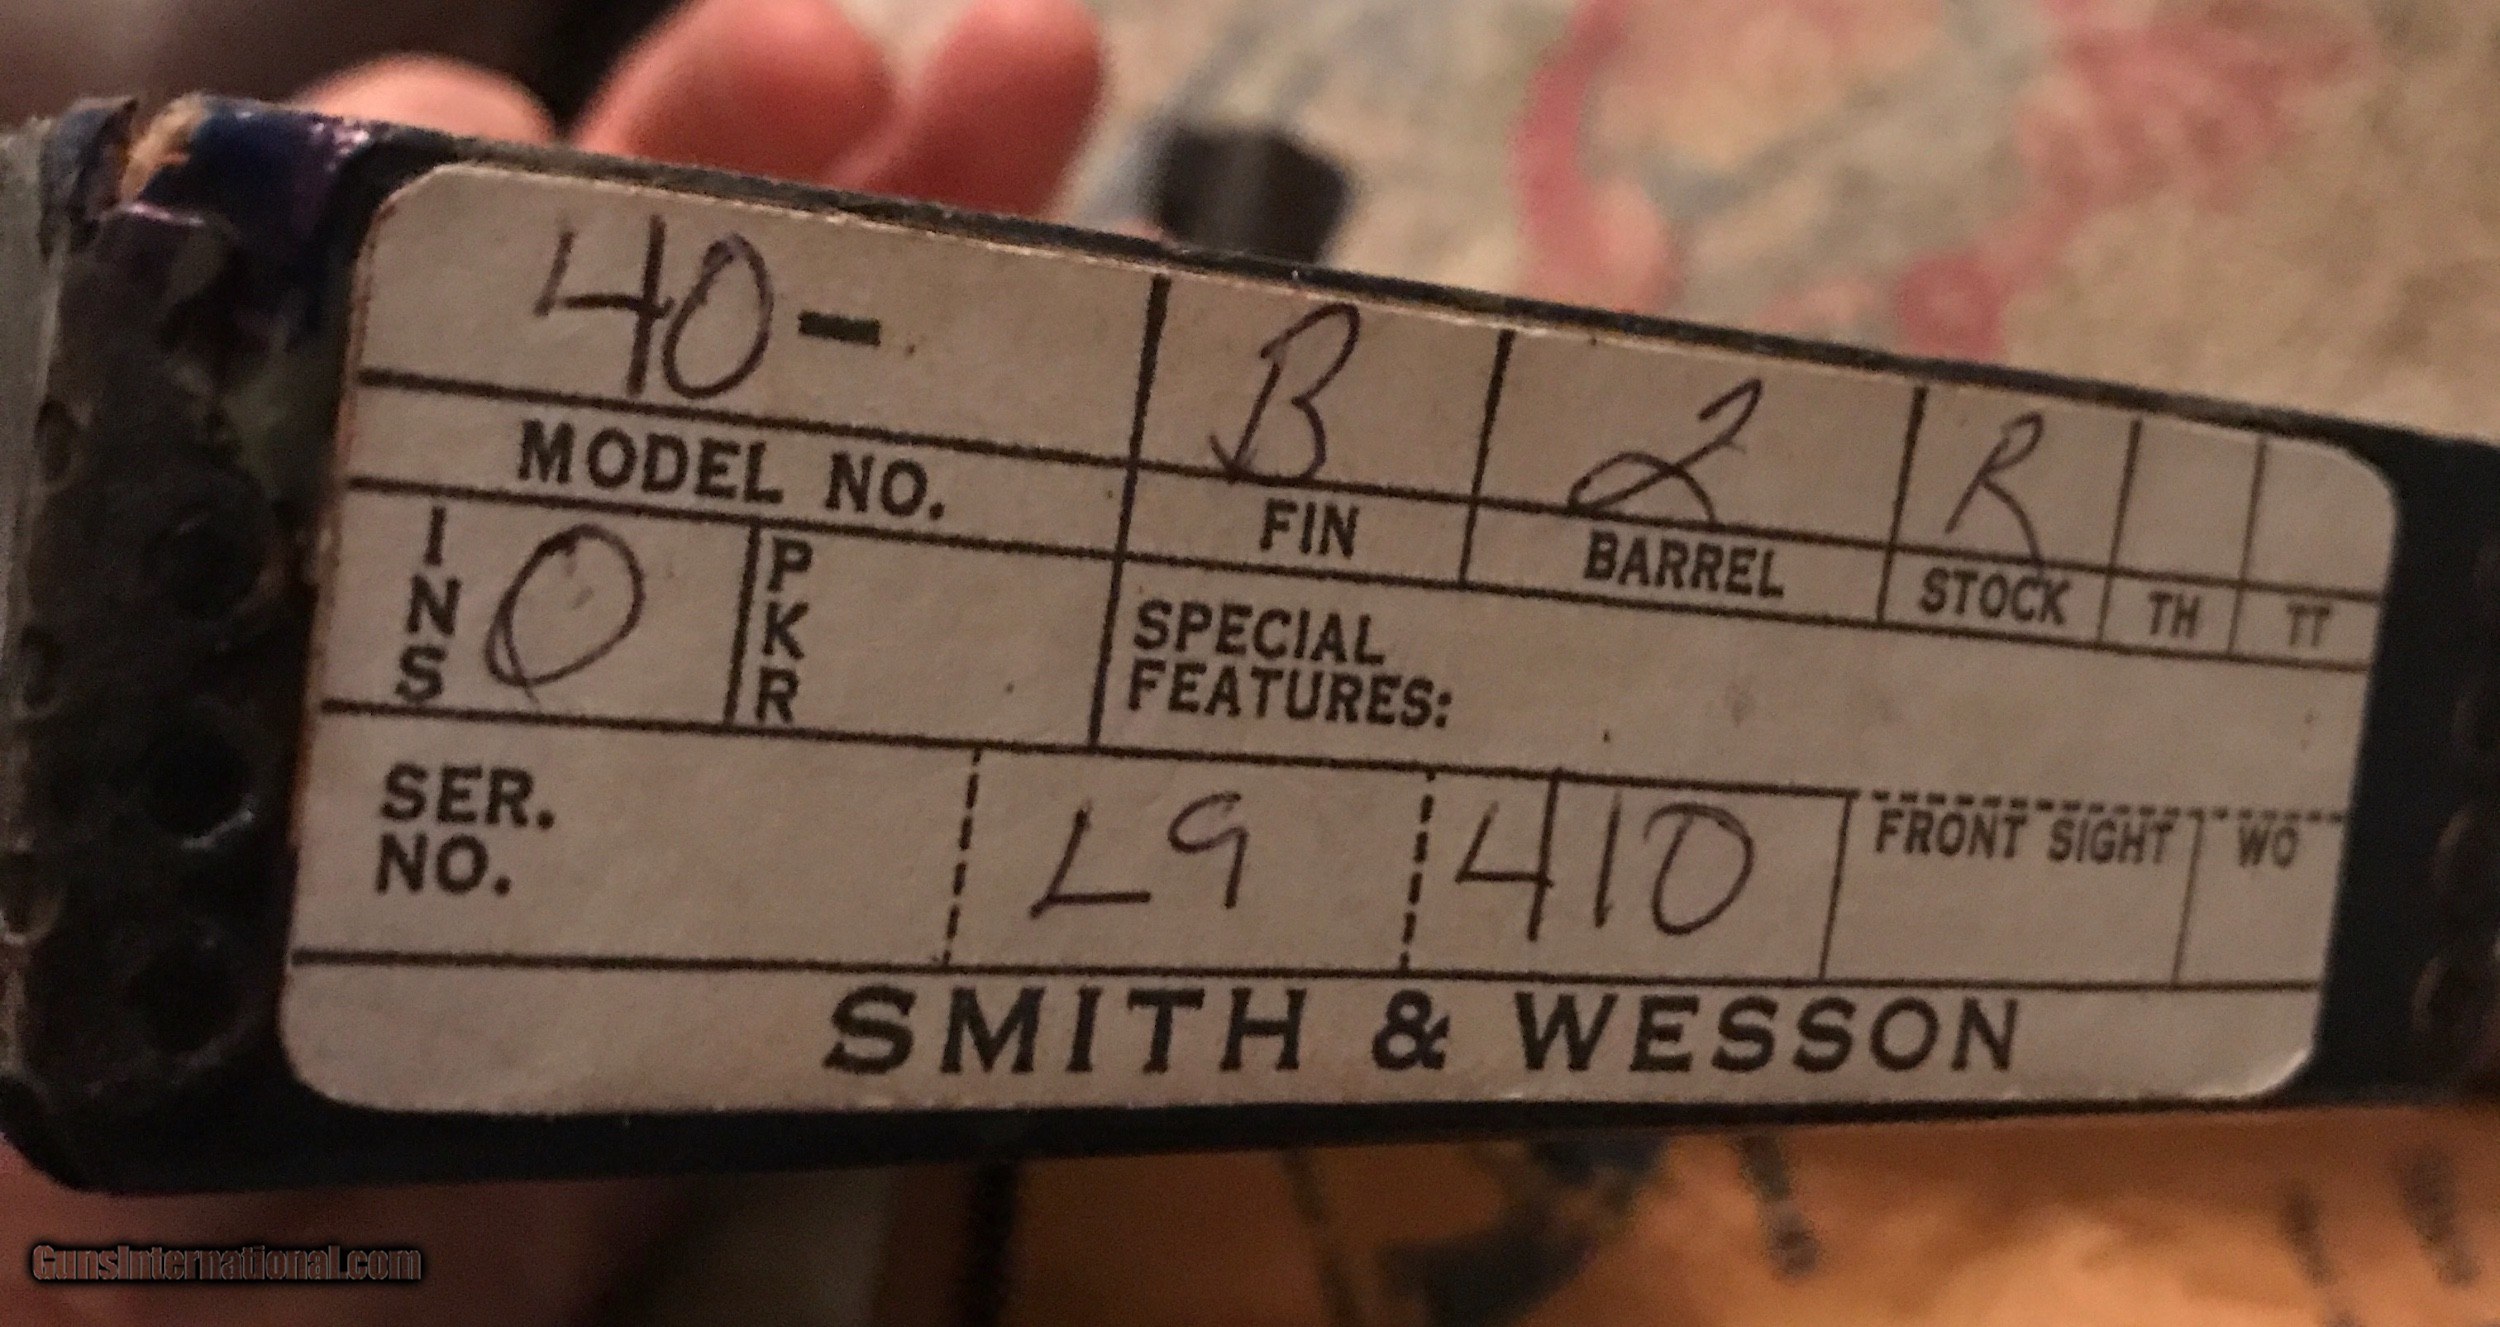 40- B 2 R
MODEL NO. FIN BARREL STOCK TH TT
INS O PKR SPECIAL
FEATURES:
SER.
NO. L9 410 FRONT SIGHT WO
SMITH & WESSON
GunsInternational.com